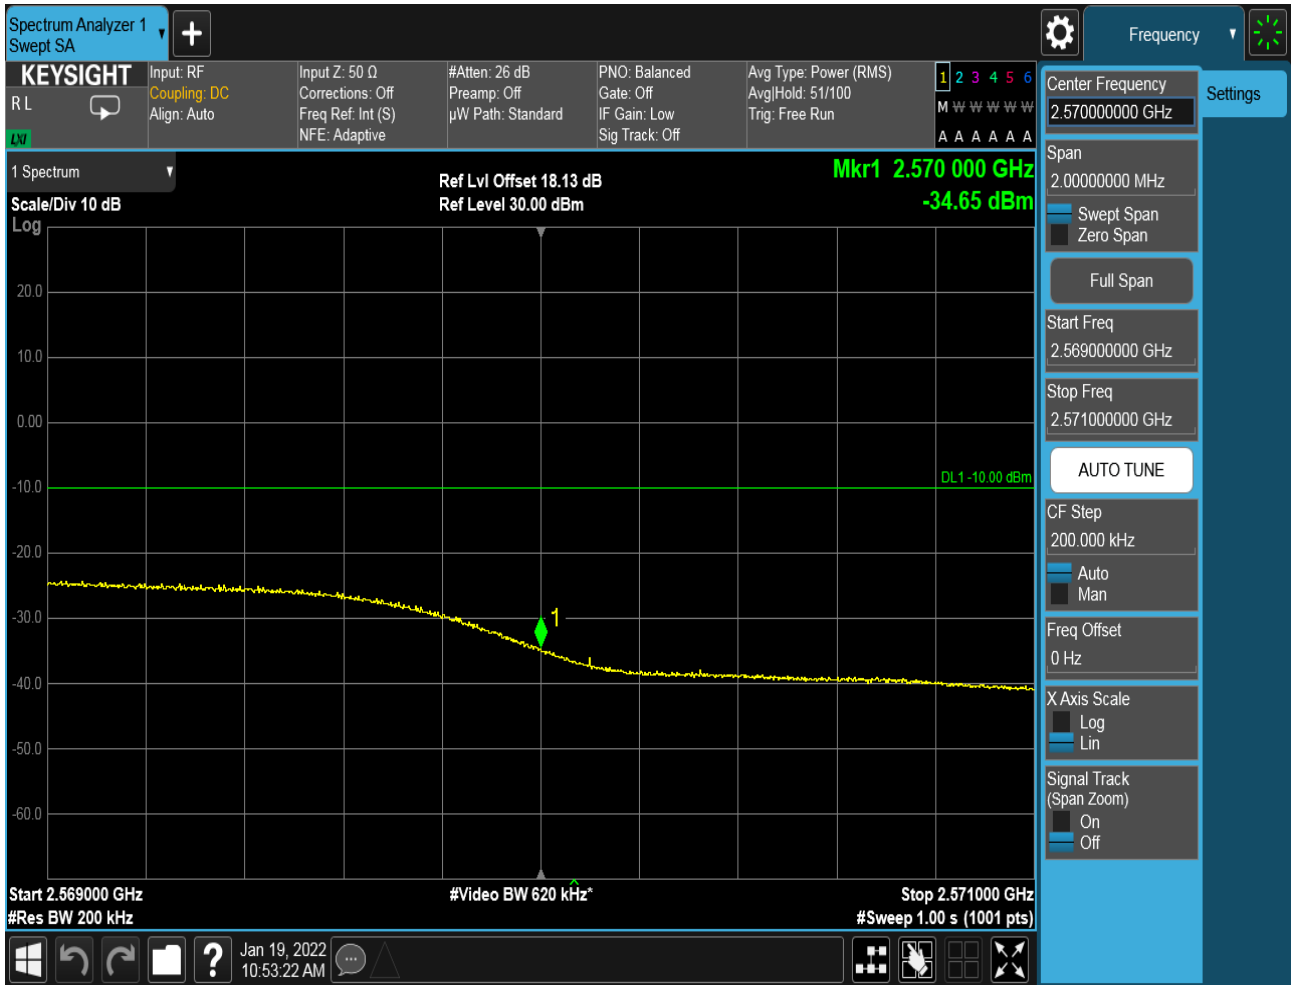 Spectrum Analyzer 1
Swept SA
Frequency
KEYSIGHT
R L
LXI
Input: RF
Coupling: DC
Align: Auto
Input Z: 50 Ω
Corrections: Off
Freq Ref: Int (S)
NFE: Adaptive
#Atten: 26 dB
Preamp: Off
µW Path: Standard
PNO: Balanced
Gate: Off
IF Gain: Low
Sig Track: Off
Avg Type: Power (RMS)
Avg|Hold: 51/100
Trig: Free Run
1 2 3 4 5 6
M W W W W W
A A A A A A
1 Spectrum
Scale/Div 10 dB
Log
Ref Lvl Offset 18.13 dB
Ref Level 30.00 dBm
Mkr1 2.570 000 GHz
-34.65 dBm
20.0
10.0
0.00
-10.0
-20.0
-30.0
-40.0
-50.0
-60.0
DL1 -10.00 dBm
1
Start 2.569000 GHz
#Res BW 200 kHz
#Video BW 620 kHz*
Stop 2.571000 GHz
#Sweep 1.00 s (1001 pts)
Center Frequency
2.570000000 GHz
Settings
Span
2.00000000 MHz
Swept Span
Zero Span
Full Span
Start Freq
2.569000000 GHz
Stop Freq
2.571000000 GHz
AUTO TUNE
CF Step
200.000 kHz
Auto
Man
Freq Offset
0 Hz
X Axis Scale
Log
Lin
Signal Track
(Span Zoom)
On
Off
?
Jan 19, 2022
10:53:22 AM